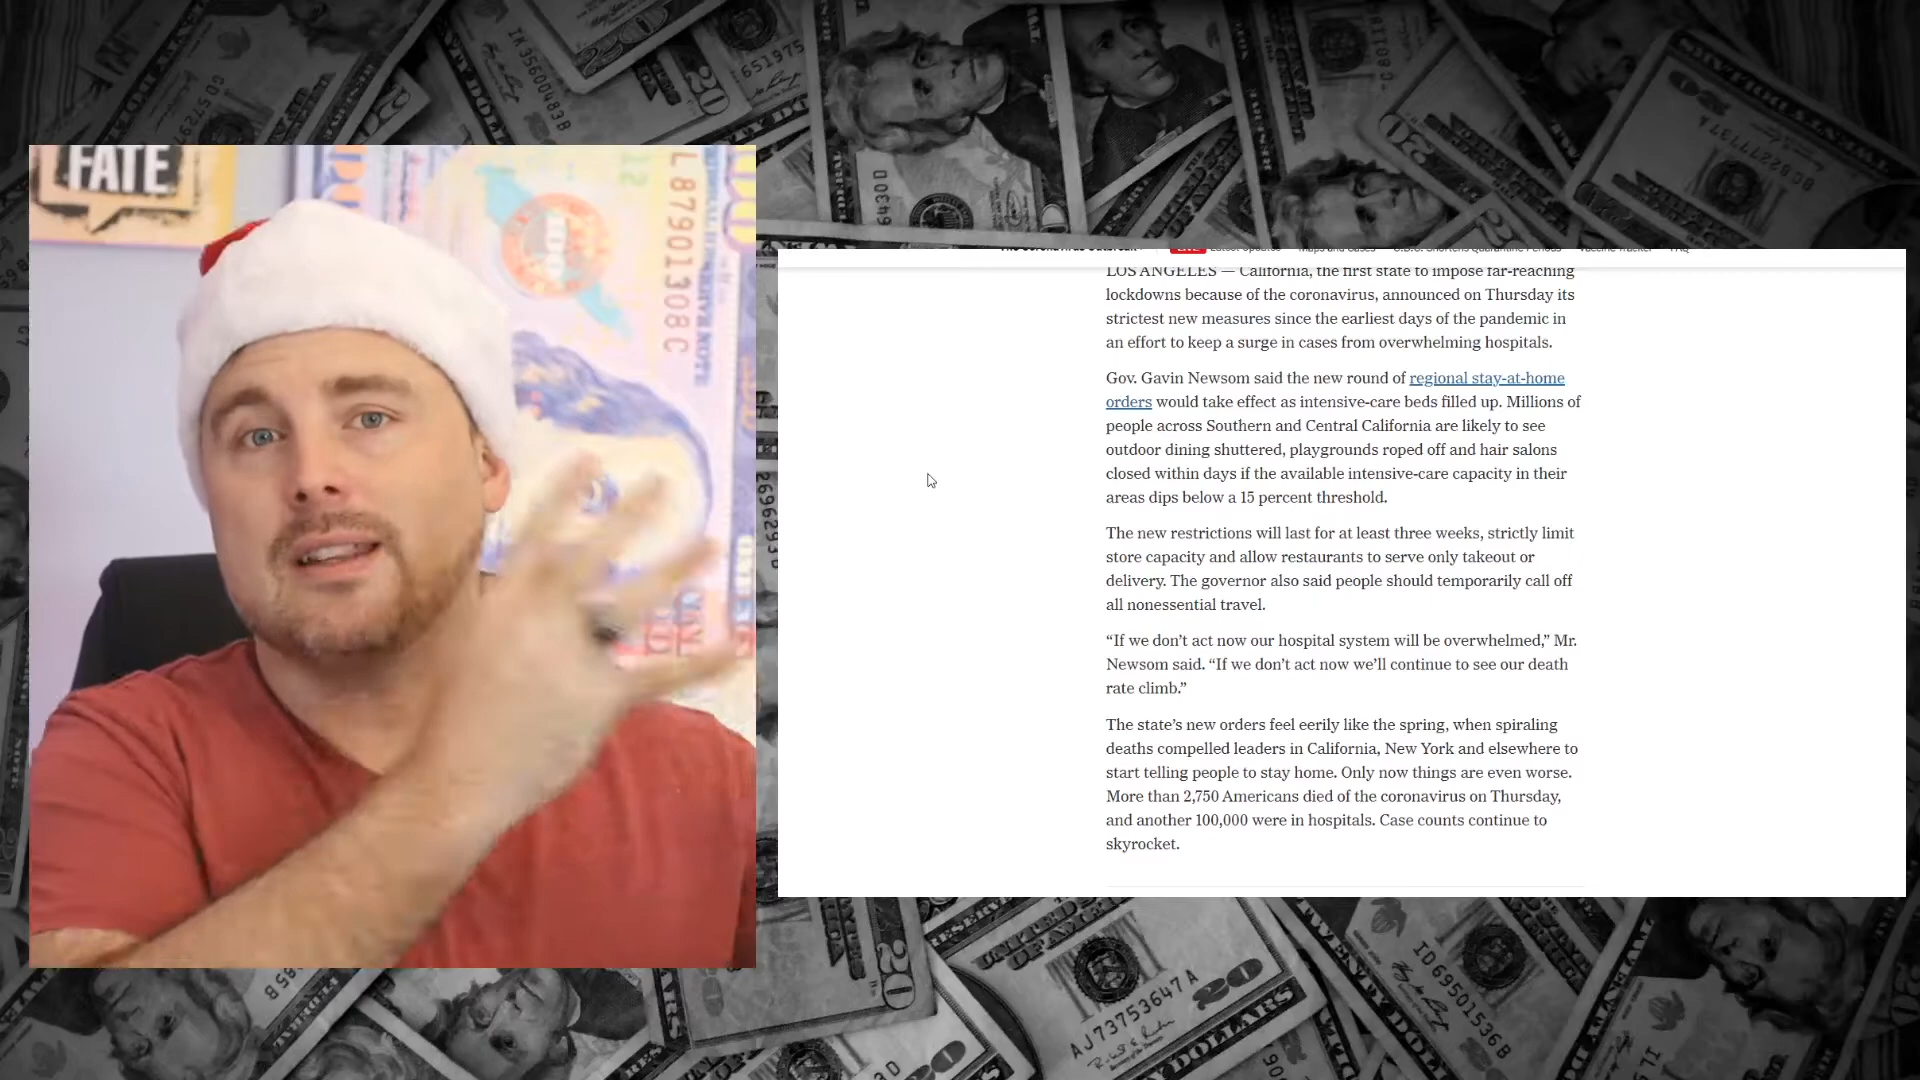 FATE
L87901308C
100
IK35600483B
651975
20
BC92277737A
LOS ANGELES — California, the first state to impose far-reaching
lockdowns because of the coronavirus, announced on Thursday its
strictest new measures since the earliest days of the pandemic in
an effort to keep a surge in cases from overwhelming hospitals.
Gov. Gavin Newsom said the new round of regional stay-at-home
orders would take effect as intensive-care beds filled up. Millions of
people across Southern and Central California are likely to see
outdoor dining shuttered, playgrounds roped off and hair salons
closed within days if the available intensive-care capacity in their
areas dips below a 15 percent threshold.
The new restrictions will last for at least three weeks, strictly limit
store capacity and allow restaurants to serve only takeout or
delivery. The governor also said people should temporarily call off
all nonessential travel.
“If we don’t act now our hospital system will be overwhelmed,” Mr.
Newsom said. “If we don’t act now we’ll continue to see our death
rate climb.”
The state’s new orders feel eerily like the spring, when spiraling
deaths compelled leaders in California, New York and elsewhere to
start telling people to stay home. Only now things are even worse.
More than 2,750 Americans died of the coronavirus on Thursday,
and another 100,000 were in hospitals. Case counts continue to
skyrocket.
AJ73753647A
20
ID69501536B